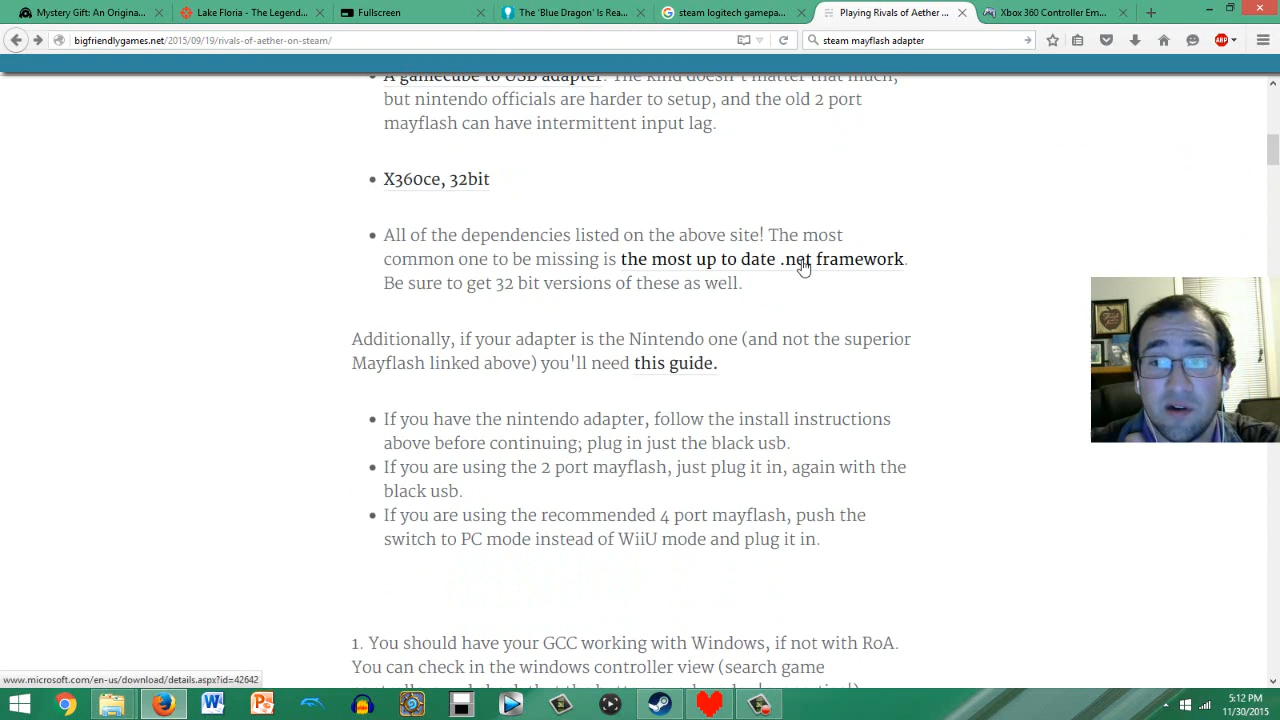 Mystery Gift: An Origina...
Lake Floria - The Legend...
Fullscreen
The 'Blue Dragon' Is Rea...
steam logitech gamepa...
Playing Rivals of Aether ...
Xbox 360 Controller Em...
bigfriendlygames.net/2015/09/19/rivals-of-aether-on-steam/
steam mayflash adapter
ABP
A gamecube to USB adapter. The kind doesn't matter that much,
but nintendo officials are harder to setup, and the old 2 port
mayflash can have intermittent input lag.
X360ce, 32bit
All of the dependencies listed on the above site! The most
common one to be missing is the most up to date .net framework.
Be sure to get 32 bit versions of these as well.
Additionally, if your adapter is the Nintendo one (and not the superior
Mayflash linked above) you'll need this guide.
If you have the nintendo adapter, follow the install instructions
above before continuing; plug in just the black usb.
If you are using the 2 port mayflash, just plug it in, again with the
black usb.
If you are using the recommended 4 port mayflash, push the
switch to PC mode instead of WiiU mode and plug it in.
1. You should have your GCC working with Windows, if not with RoA.
You can check in the windows controller view (search game
www.microsoft.com/en-us/download/details.aspx?id=42642
5:12 PM
11/30/2015